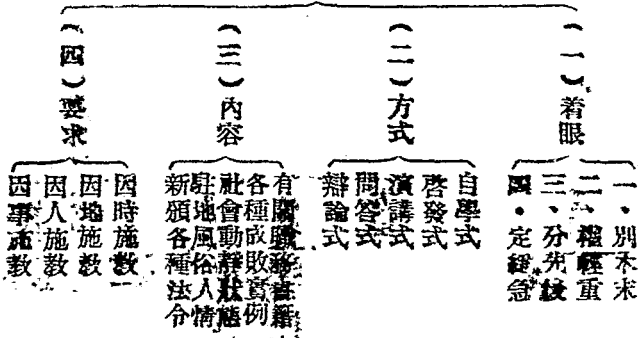 （一）着眼
一、別本末
二、權輕重
三、分先後
四、定緩急
（二）方式
自學式
啓發式
演講式
問答式
辯論式
（三）內容
有關職務書籍
各種成敗實例
社會動靜狀態
駐地風俗人情
新頒各種法令
（四）要求
因時施教
因地施教
因人施教
因事施教